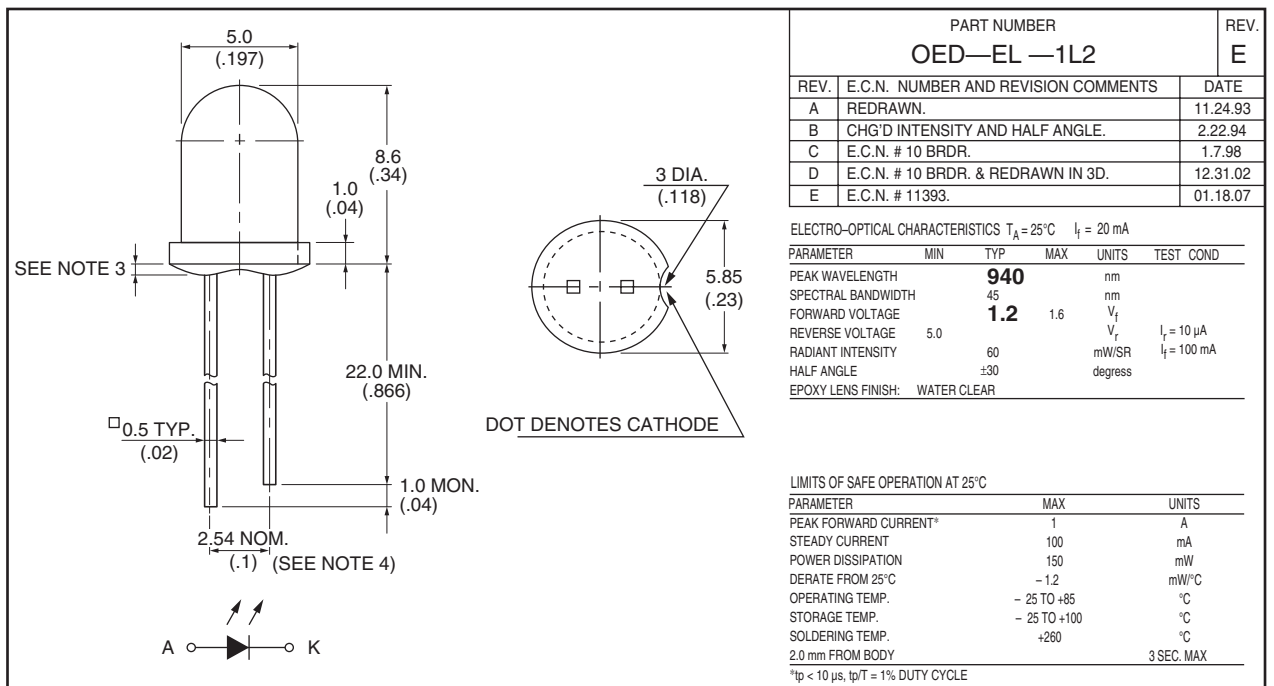 5.0
(.197)
8.6
(.34)
1.0
(.04)
SEE NOTE 3
22.0 MIN.
(.866)
□0.5 TYP.
(.02)
1.0 MON.
(.04)
2.54 NOM.
(.1) (SEE NOTE 4)
A K
3 DIA.
(.118)
5.85
(.23)
DOT DENOTES CATHODE
PART NUMBER REV.
OED—EL —1L2 E
REV. E.C.N. NUMBER AND REVISION COMMENTS DATE
A REDRAWN. 11.24.93
B CHG'D INTENSITY AND HALF ANGLE. 2.22.94
C E.C.N. # 10 BRDR. 1.7.98
D E.C.N. # 10 BRDR. & REDRAWN IN 3D. 12.31.02
E E.C.N. # 11393. 01.18.07
ELECTRO–OPTICAL CHARACTERISTICS TA = 25°C If = 20 mA
PARAMETER MIN TYP MAX UNITS TEST COND
PEAK WAVELENGTH 940 nm
SPECTRAL BANDWIDTH 45 nm
FORWARD VOLTAGE 1.2 1.6 Vf
REVERSE VOLTAGE 5.0 Vr Ir = 10 µA
RADIANT INTENSITY 60 mW/SR If = 100 mA
HALF ANGLE ±30 degrees
EPOXY LENS FINISH: WATER CLEAR
LIMITS OF SAFE OPERATION AT 25°C
PARAMETER MAX UNITS
PEAK FORWARD CURRENT* 1 A
STEADY CURRENT 100 mA
POWER DISSIPATION 150 mW
DERATE FROM 25°C – 1.2 mW/°C
OPERATING TEMP. – 25 TO +85 °C
STORAGE TEMP. – 25 TO +100 °C
SOLDERING TEMP. +260 °C
2.0 mm FROM BODY 3 SEC. MAX
*tp < 10 µs, tp/T = 1% DUTY CYCLE